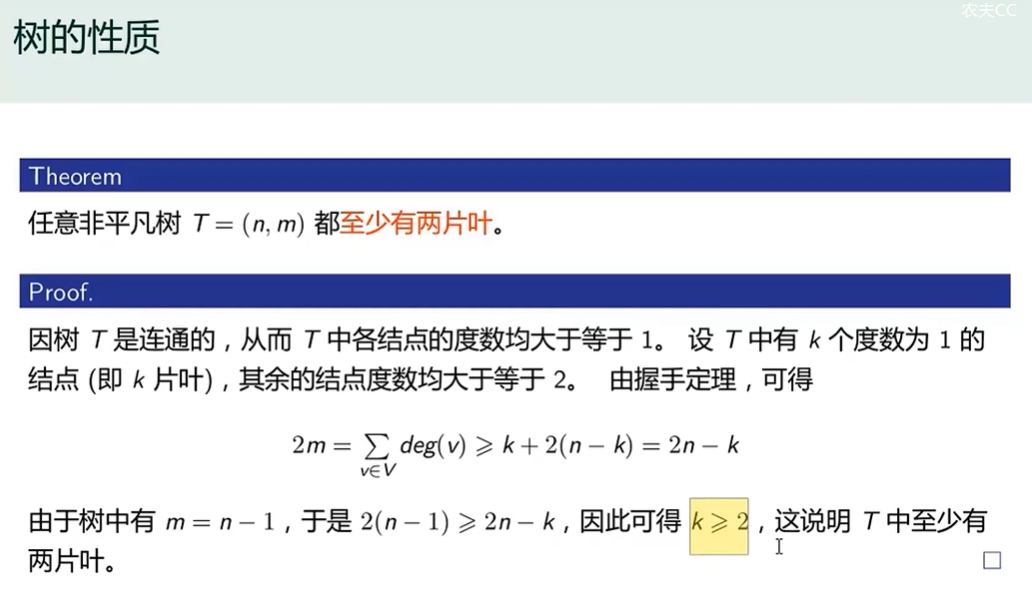 农夫CC
树的性质
Theorem
任意非平凡树 T = (n, m) 都至少有两片叶。
Proof.
因树 T 是连通的，从而 T 中各结点的度数均大于等于 1。 设 T 中有 k 个度数为 1 的
结点 (即 k 片叶)，其余的结点度数均大于等于 2。 由握手定理，可得
2m = ∑ deg(v) ⩾ k + 2(n − k) = 2n − k
v∈V
由于树中有 m = n − 1，于是 2(n − 1) ⩾ 2n − k，因此可得 k ⩾ 2，这说明 T 中至少有
两片叶。